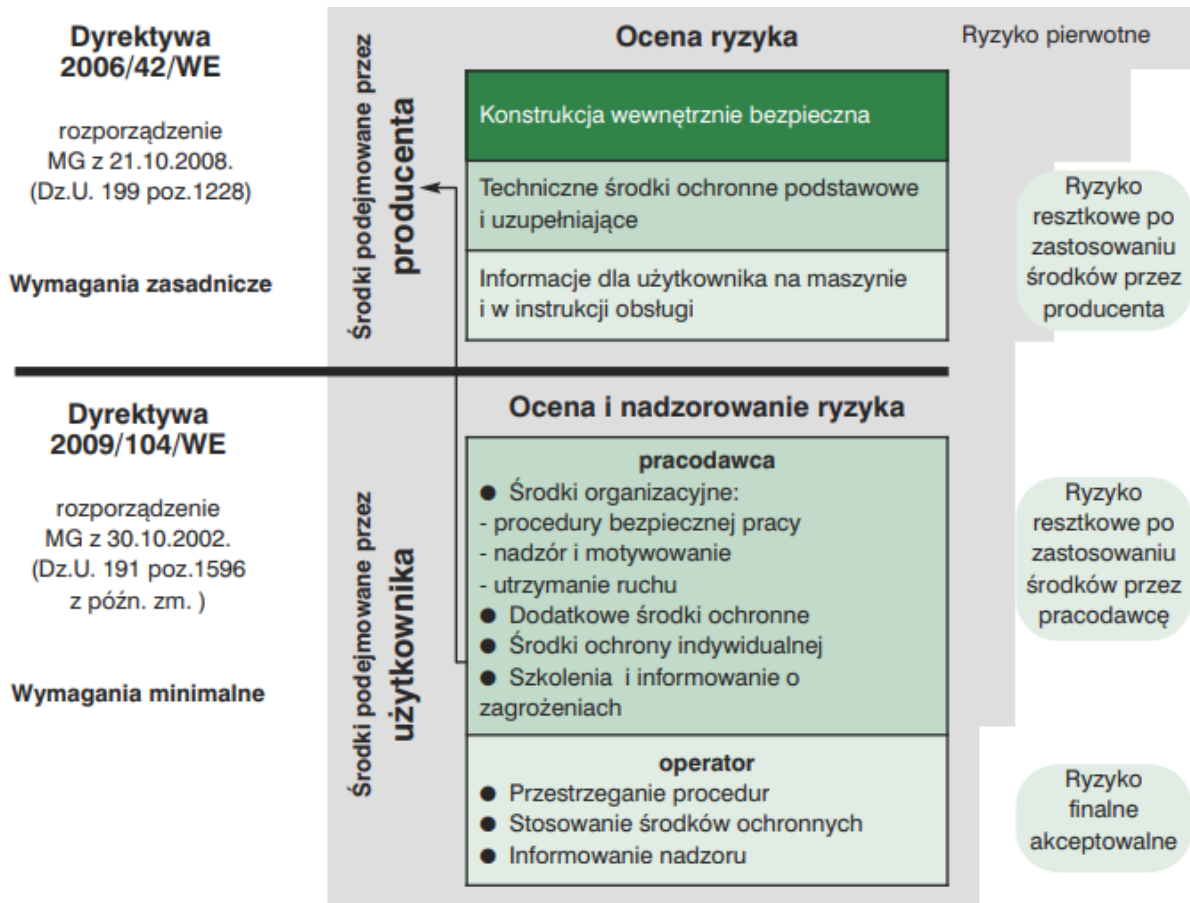 Dyrektywa
2006/42/WE
rozporządzenie
MG z 21.10.2008.
(Dz.U. 199 poz.1228)
Wymagania zasadnicze
Środki podejmowane przez
producenta
Ocena ryzyka
Konstrukcja wewnętrznie bezpieczna
Techniczne środki ochronne podstawowe
i uzupełniające
Informacje dla użytkownika na maszynie
i w instrukcji obsługi
Ryzyko pierwotne
Ryzyko
resztkowe po
zastosowaniu
środków przez
producenta
Dyrektywa
2009/104/WE
rozporządzenie
MG z 30.10.2002.
(Dz.U. 191 poz.1596
z późn. zm. )
Wymagania minimalne
Środki podejmowane przez
użytkownika
Ocena i nadzorowanie ryzyka
pracodawca
● Środki organizacyjne:
- procedury bezpiecznej pracy
- nadzór i motywowanie
- utrzymanie ruchu
● Dodatkowe środki ochronne
● Środki ochrony indywidualnej
● Szkolenia i informowanie o
zagrożeniach
operator
● Przestrzeganie procedur
● Stosowanie środków ochronnych
● Informowanie nadzoru
Ryzyko
resztkowe po
zastosowaniu
środków przez
pracodawcę
Ryzyko
finalne
akceptowalne